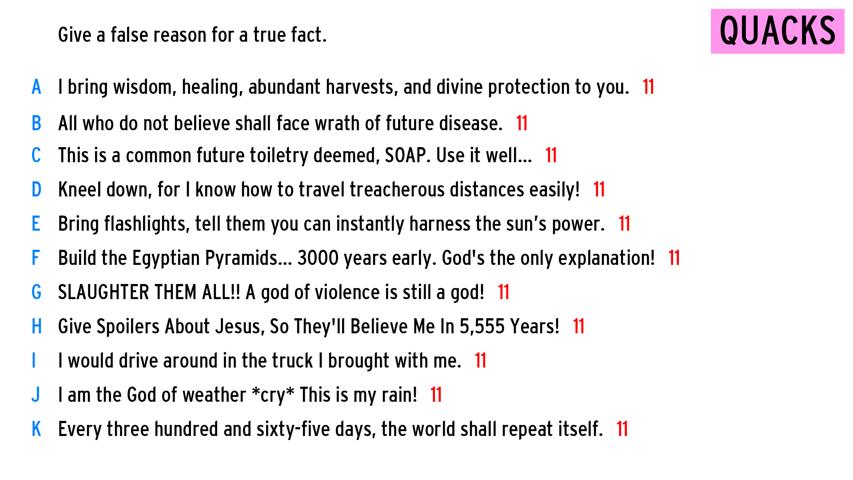 Give a false reason for a true fact.
QUACKS
A I bring wisdom, healing, abundant harvests, and divine protection to you. 11
B All who do not believe shall face wrath of future disease. 11
C This is a common future toiletry deemed, SOAP. Use it well... 11
D Kneel down, for I know how to travel treacherous distances easily! 11
E Bring flashlights, tell them you can instantly harness the sun's power. 11
F Build the Egyptian Pyramids... 3000 years early. God's the only explanation! 11
G SLAUGHTER THEM ALL!! A god of violence is still a god! 11
H Give Spoilers About Jesus, So They'll Believe Me In 5,555 Years! 11
I I would drive around in the truck I brought with me. 11
J I am the God of weather *cry* This is my rain! 11
K Every three hundred and sixty-five days, the world shall repeat itself. 11